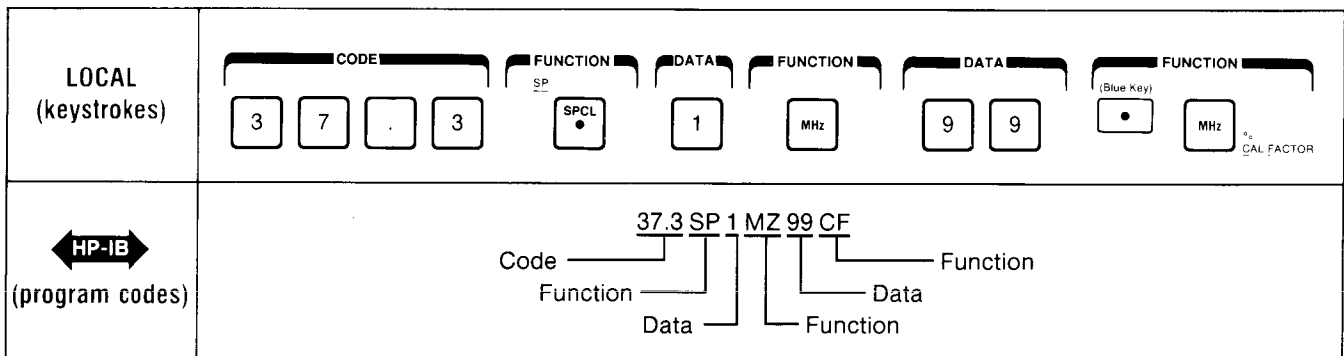 LOCAL
(keystrokes)
CODE FUNCTION DATA FUNCTION DATA FUNCTION
SP
(Blue Key)
3 7 . 3 SPCL 1 MHz 9 9 MHz
%
CAL FACTOR
HP-IB
(program codes)
37.3 SP 1 MZ 99 CF
Code Function
Function Data
Data Function